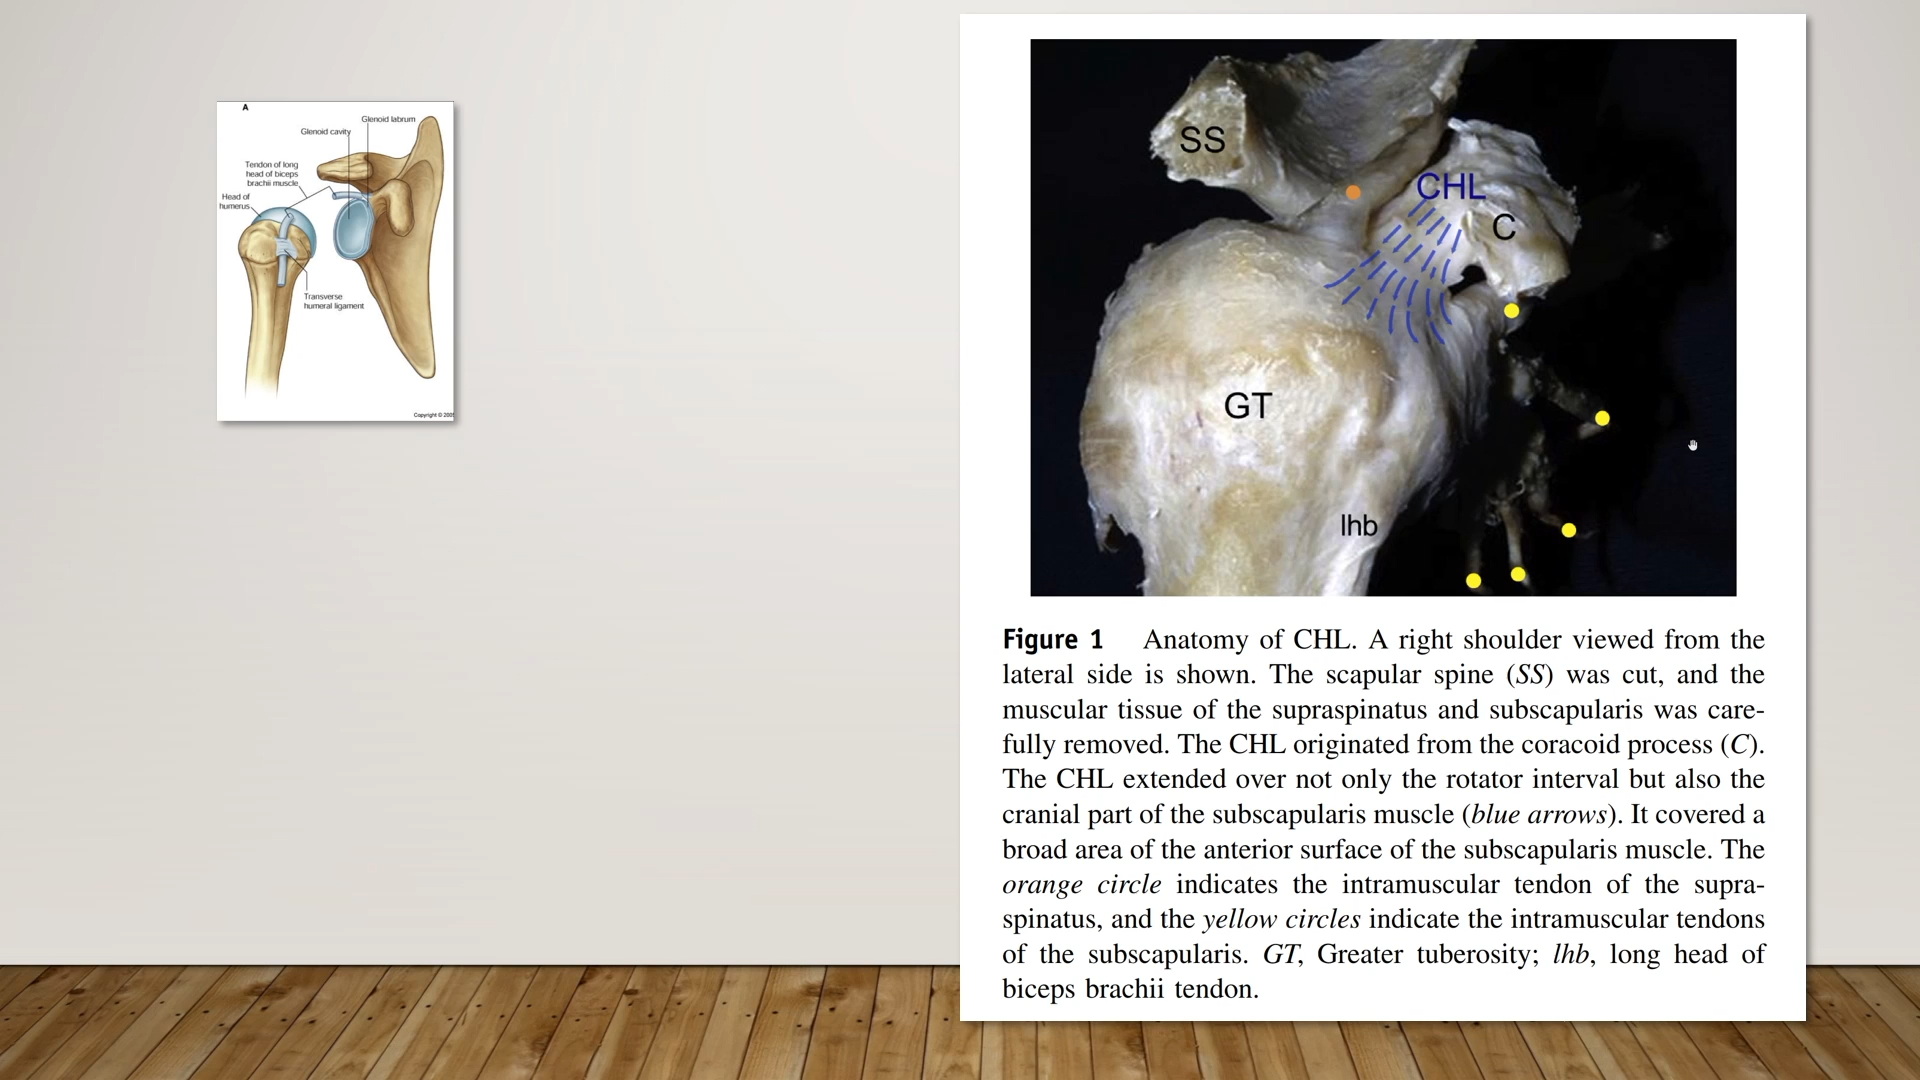 A
Glenoid labrum
Glenoid cavity
Tendon of long
head of biceps
brachii muscle
Head of
humerus
Transverse
humeral ligament
Copyright © 2005
SS
CHL
C
GT
lhb
Figure 1 Anatomy of CHL. A right shoulder viewed from the
lateral side is shown. The scapular spine (SS) was cut, and the
muscular tissue of the supraspinatus and subscapularis was care-
fully removed. The CHL originated from the coracoid process (C).
The CHL extended over not only the rotator interval but also the
cranial part of the subscapularis muscle (blue arrows). It covered a
broad area of the anterior surface of the subscapularis muscle. The
orange circle indicates the intramuscular tendon of the supra-
spinatus, and the yellow circles indicate the intramuscular tendons
of the subscapularis. GT, Greater tuberosity; lhb, long head of
biceps brachii tendon.